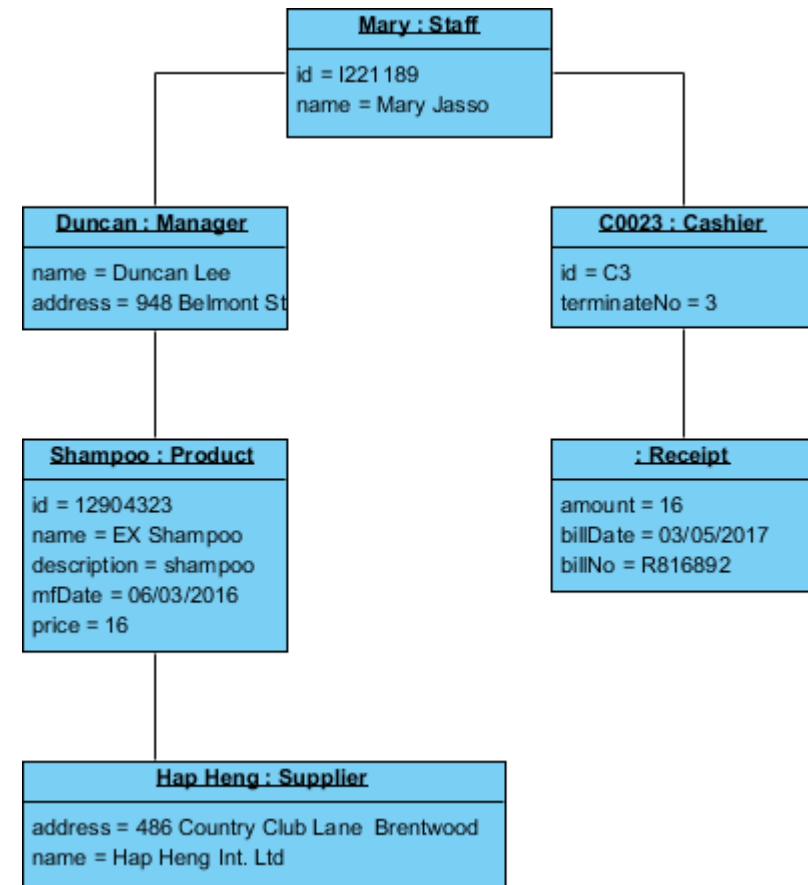 Mary : Staff
id = I221189
name = Mary Jasso
Duncan : Manager
name = Duncan Lee
address = 948 Belmont St
C0023 : Cashier
id = C3
terminateNo = 3
Shampoo : Product
id = 12904323
name = EX Shampoo
description = shampoo
mfDate = 06/03/2016
price = 16
: Receipt
amount = 16
billDate = 03/05/2017
billNo = R816892
Hap Heng : Supplier
address = 486 Country Club Lane  Brentwood
name = Hap Heng Int. Ltd